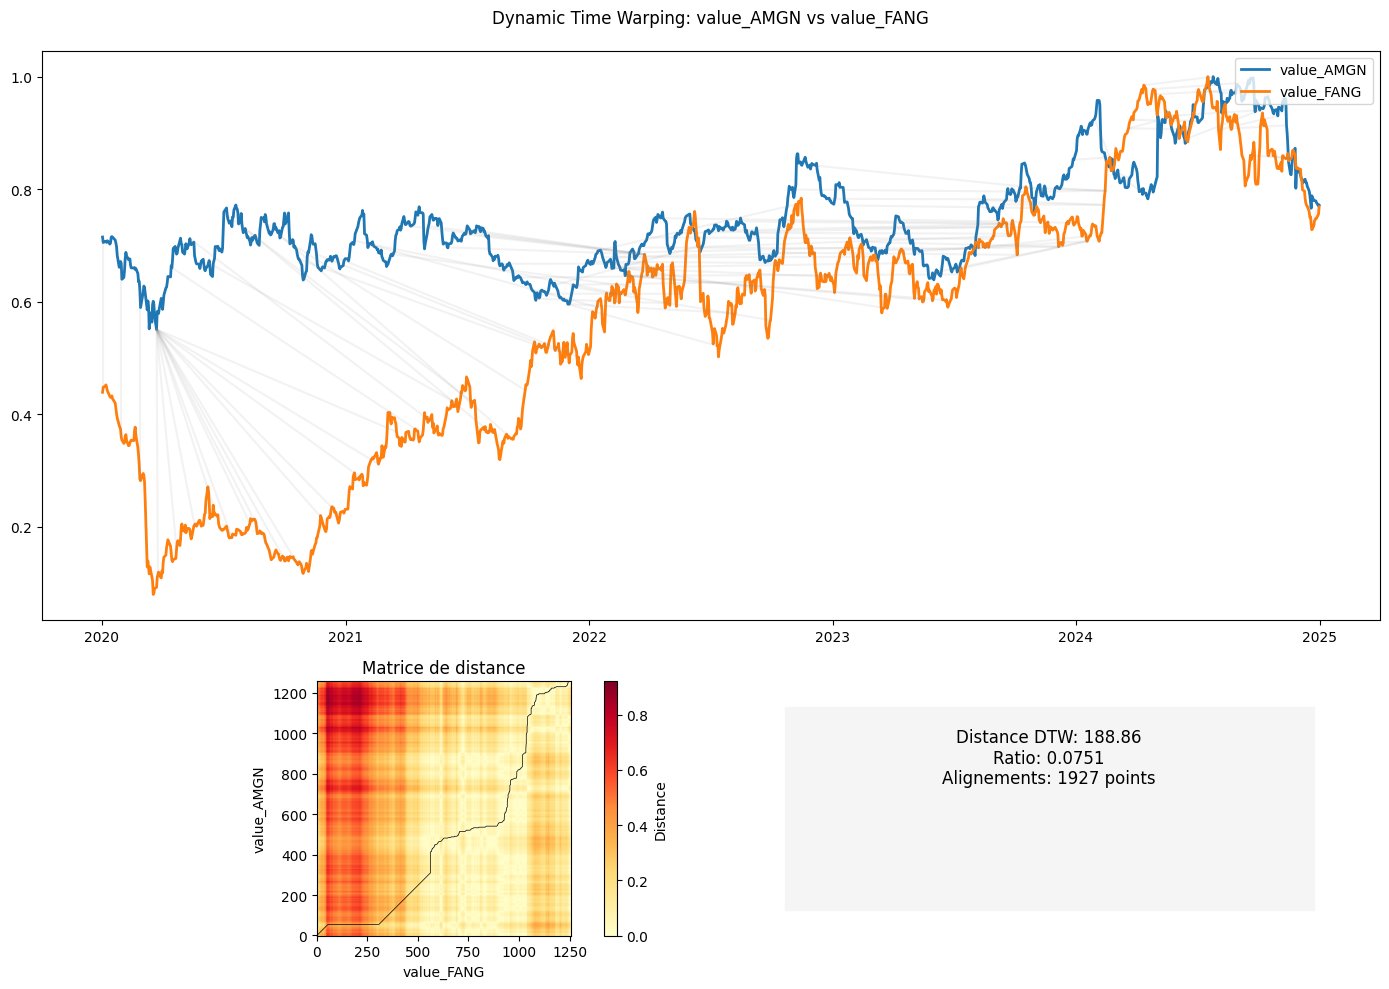 Dynamic Time Warping: value_AMGN vs value_FANG
1.0
0.8
0.6
0.4
0.2
value_AMGN
value_FANG
2020 2021 2022 2023 2024 2025
Matrice de distance
1200
1000
800
600
400
200
0
value_AMGN
0 250 500 750 1000 1250
value_FANG
0.8
0.6
0.4
0.2
0.0
Distance
Distance DTW: 188.86
Ratio: 0.0751
Alignements: 1927 points